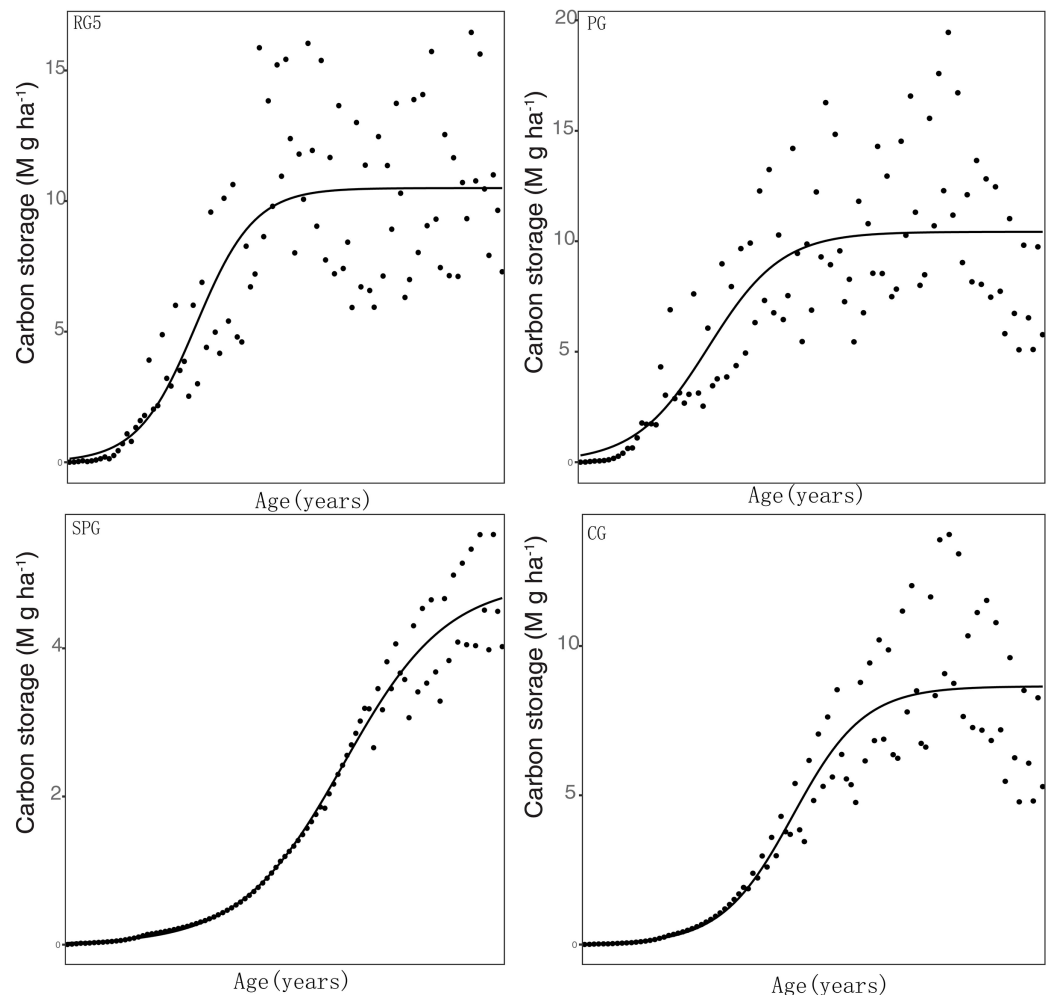 RG5
Carbon storage (M g ha-1)
15
10
5
0
Age(years)
PG
Carbon storage (M g ha-1)
20
15
10
5
0
Age(years)
SPG
Carbon storage (M g ha-1)
4
2
0
Age(years)
CG
Carbon storage (M g ha-1)
10
5
0
Age(years)